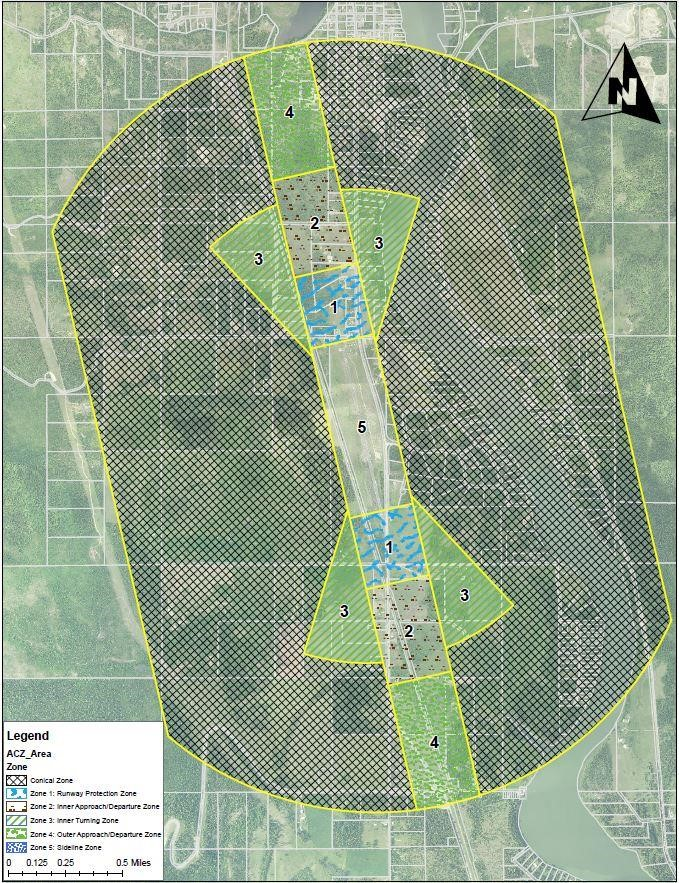 4
N
2
3
3
1
5
1
3
3
2
4
Legend
ACZ_Area
Zone
Conical Zone
Zone 1: Runway Protection Zone
Zone 2: Inner Approach/Departure Zone
Zone 3: Inner Turning Zone
Zone 4: Outer Approach/Departure Zone
Zone 5: Sideline Zone
0 0.125 0.25 0.5 Miles